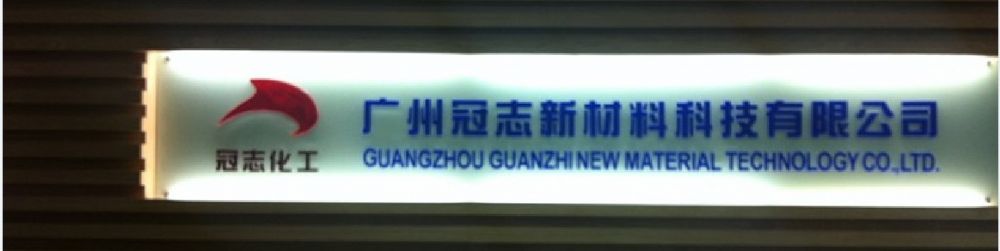 冠志化工
广州冠志新材料科技有限公司
GUANGZHOU GUANZHI NEW MATERIAL TECHNOLOGY CO.,LTD.